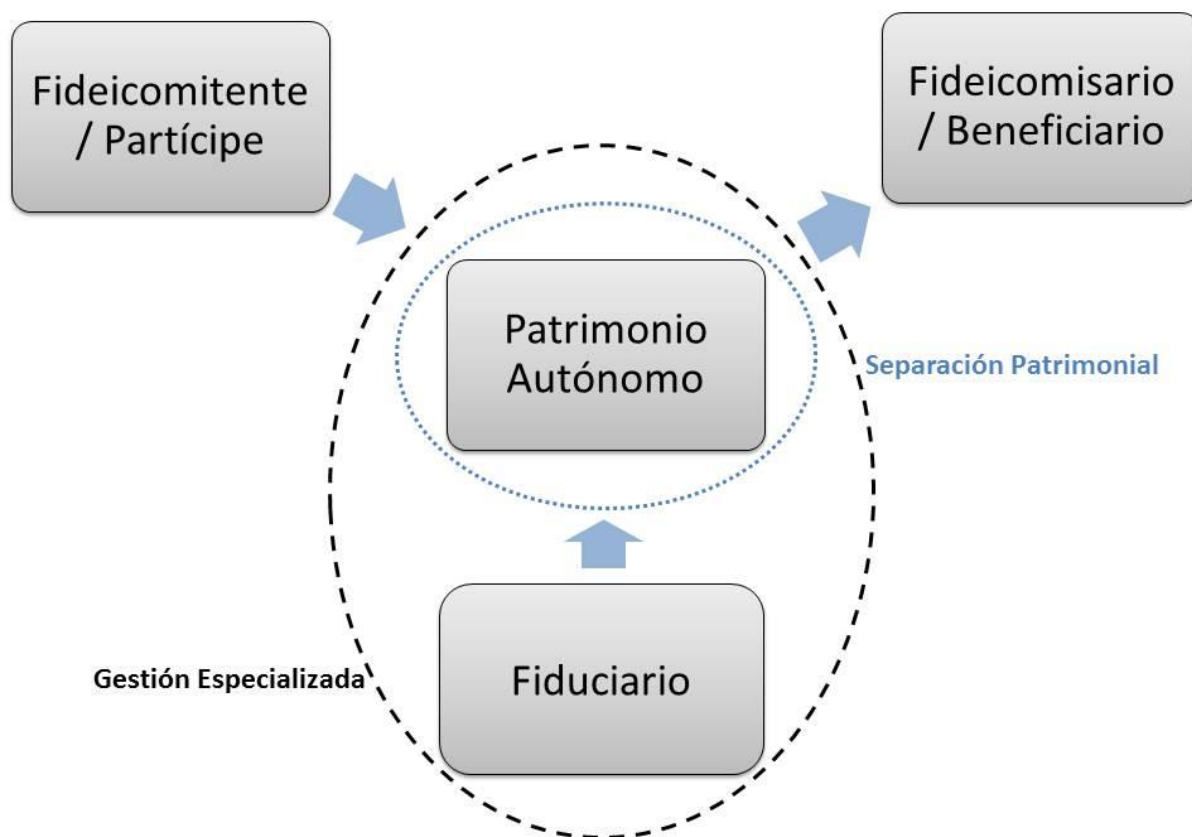 Fideicomitente
/ Partícipe
Fideicomisario
/ Beneficiario
Patrimonio
Autónomo
Separación Patrimonial
Gestión Especializada
Fiduciario